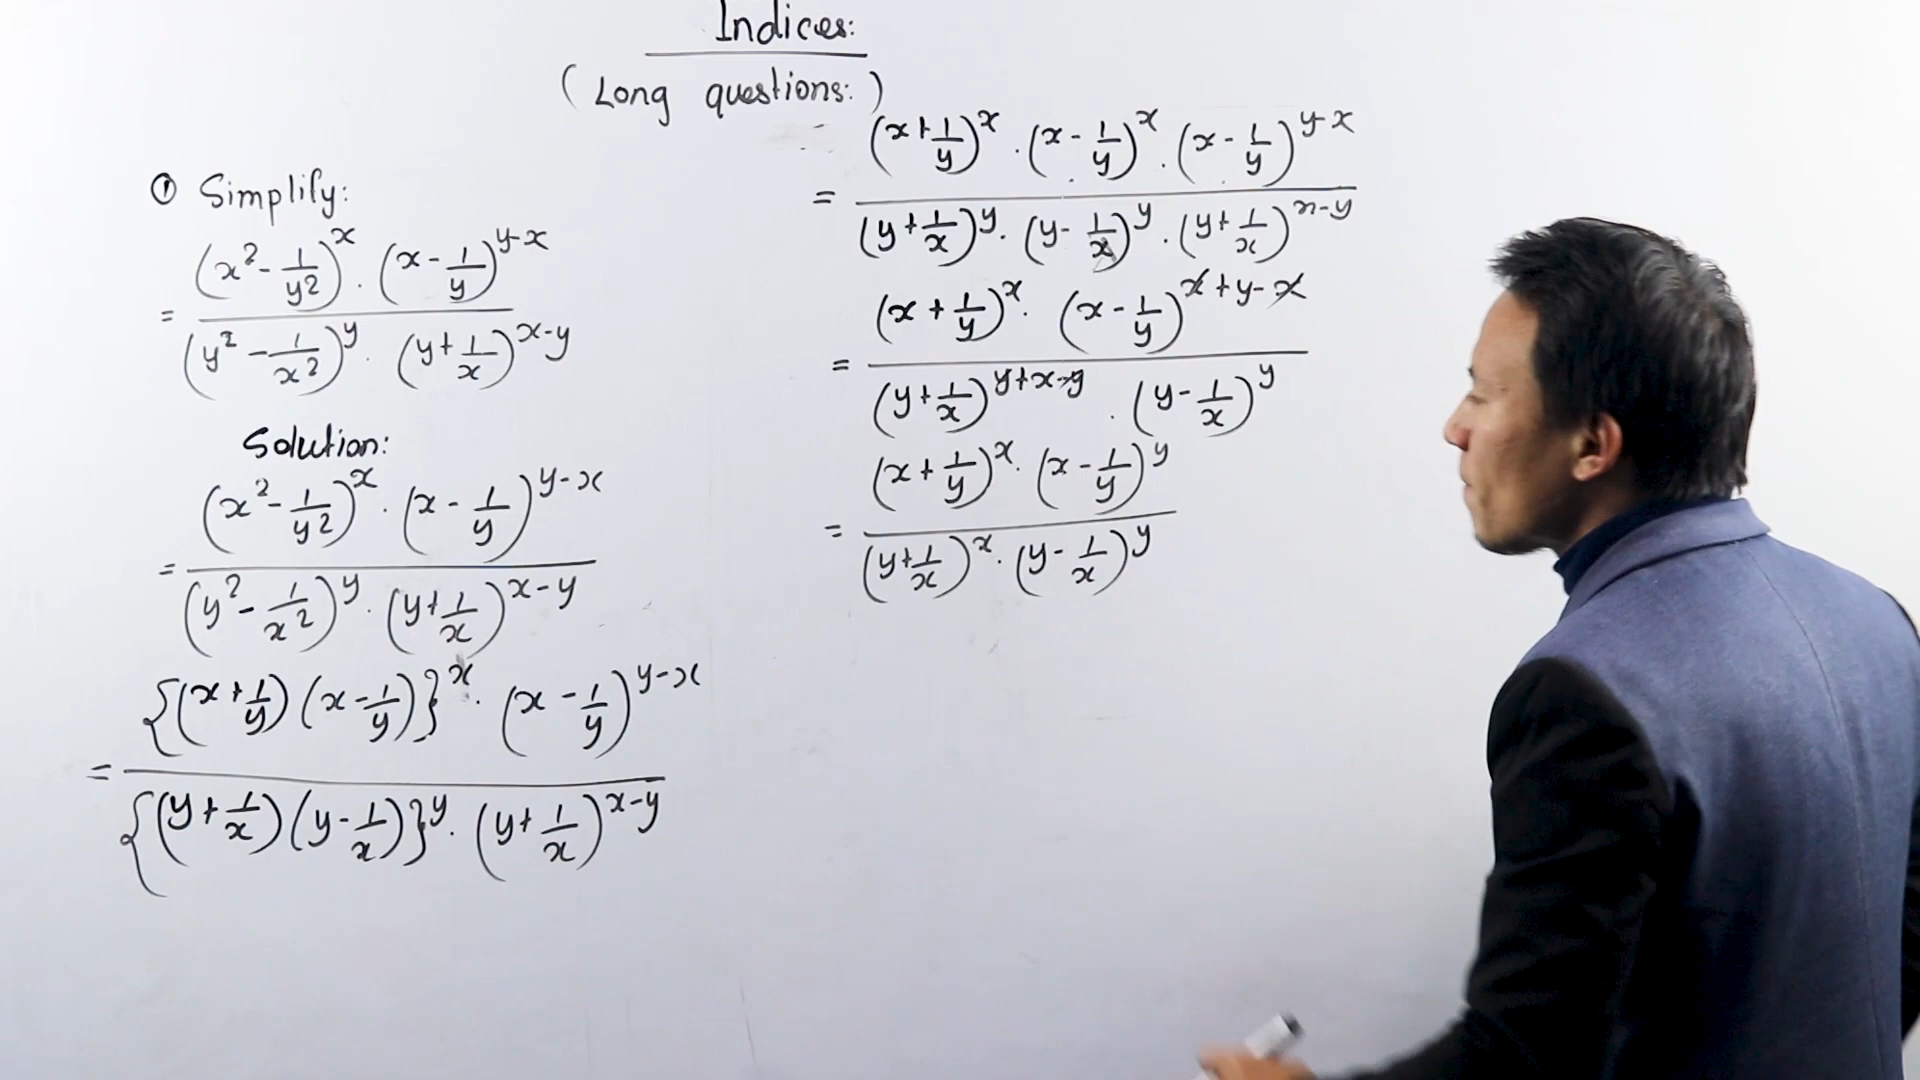 Indices:
(Long questions:)
① Simplify:
= (x² - 1/y²)^x . (x - 1/y)^(y-x) / (y² - 1/x²)^y . (y + 1/x)^(x-y)
Solution:
= (x² - 1/y²)^x . (x - 1/y)^(y-x) / (y² - 1/x²)^y . (y + 1/x)^(x-y)
= {(x + 1/y)(x - 1/y)}^x . (x - 1/y)^(y-x) / {(y + 1/x)(y - 1/x)}^y . (y + 1/x)^(x-y)
= (x + 1/y)^x . (x - 1/y)^x . (x - 1/y)^(y-x) / (y + 1/x)^y . (y - 1/x)^y . (y + 1/x)^(x-y)
= (x + 1/y)^x . (x - 1/y)^(x+y-x) / (y + 1/x)^(y+x-y) . (y - 1/x)^y
= (x + 1/y)^x . (x - 1/y)^y / (y + 1/x)^x . (y - 1/x)^y